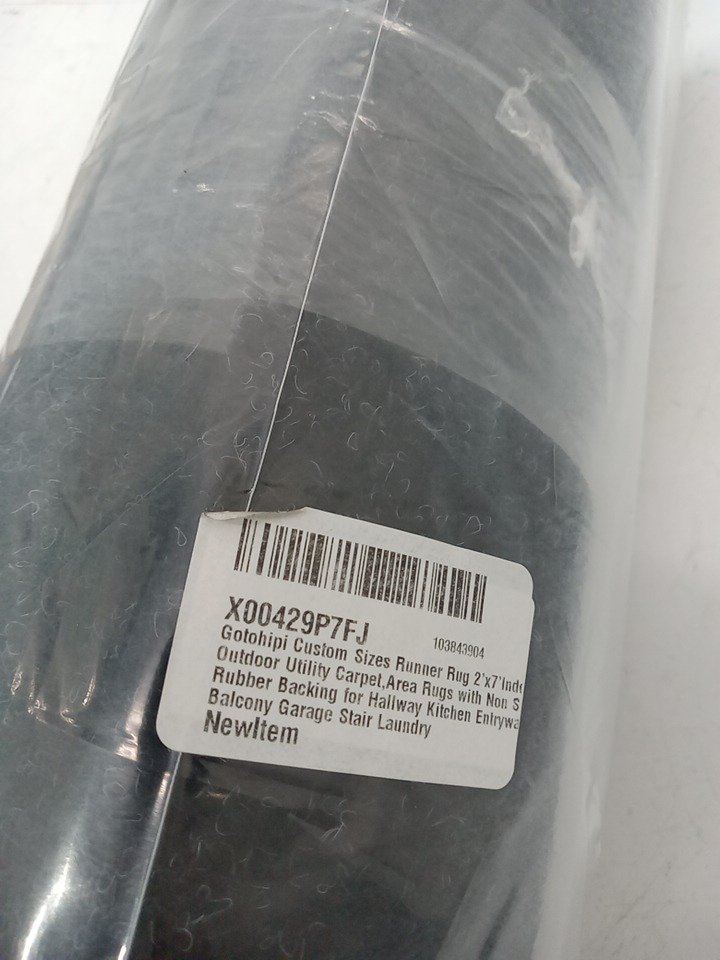 X00429P7FJ
103843904
Gotohipi Custom Sizes Runner Rug 2'x7'Indo
Outdoor Utility Carpet,Area Rugs with Non S
Rubber Backing for Hallway Kitchen Entrywa
Balcony Garage Stair Laundry
NewItem